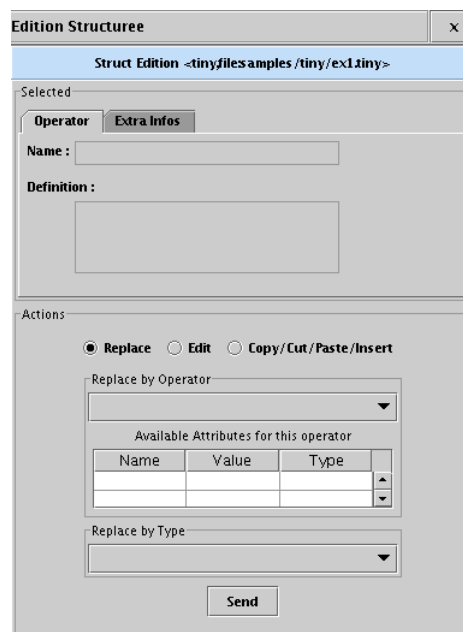 Edition Structuree x
Struct Edition <tiny,file:samples/tiny/ex1.tiny>
Selected
Operator Extra Infos
Name :
Definition :
Actions
Replace Edit Copy/Cut/Paste/Insert
Replace by Operator
Available Attributes for this operator
Name Value Type
Replace by Type
Send